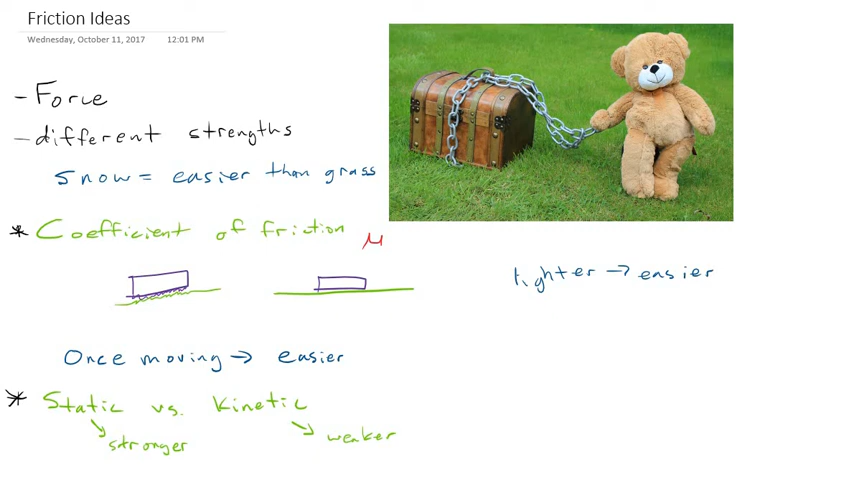 Friction Ideas
Wednesday, October 11, 2017 12:01 PM
- Force
- different strengths
snow = easier than grass
* Coefficient of friction μ
lighter → easier
Once moving → easier
* Static vs. Kinetic
stronger
weaker